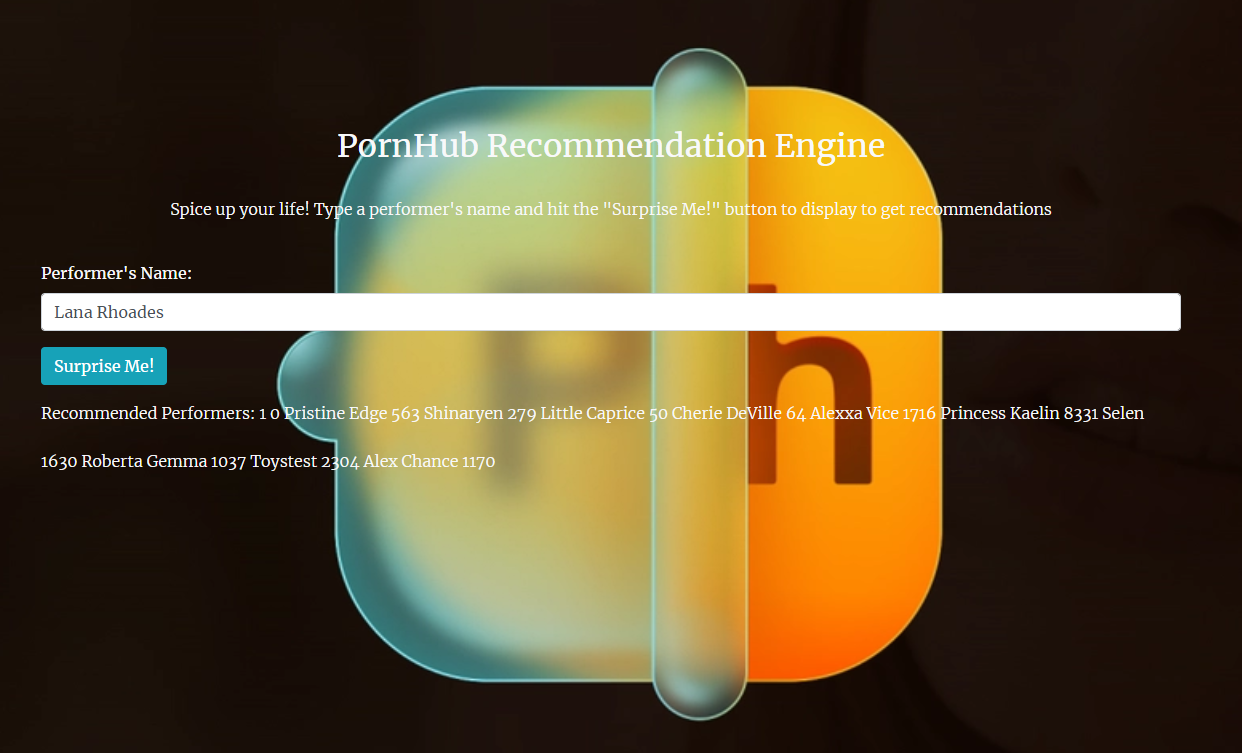 PornHub Recommendation Engine
Spice up your life! Type a performer's name and hit the "Surprise Me!" button to display to get recommendations
Performer's Name:
Lana Rhoades
Surprise Me!
Recommended Performers: 1 0 Pristine Edge 563 Shinaryen 279 Little Caprice 50 Cherie DeVille 64 Alexxa Vice 1716 Princess Kaelin 8331 Selen
1630 Roberta Gemma 1037 Toystest 2304 Alex Chance 1170
P h